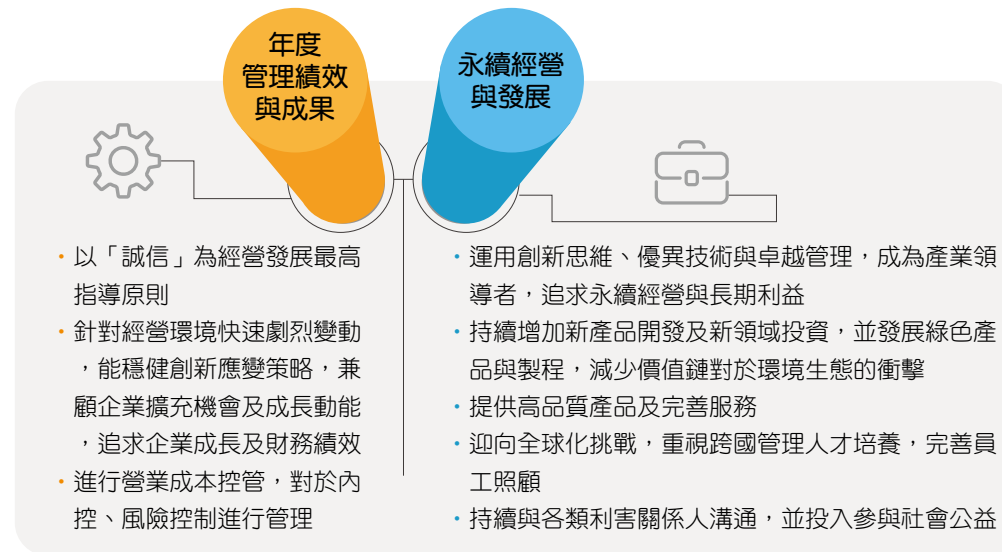 年度
管理績效
與成果
永續經營
與發展
・以「誠信」為經營發展最高
指導原則
・針對經營環境快速劇烈變動
，能穩健創新應變策略，兼
顧企業擴充機會及成長動能
，追求企業成長及財務績效
・進行營業成本控管，對於內
控、風險控制進行管理
・運用創新思維、優異技術與卓越管理，成為產業領
導者，追求永續經營與長期利益
・持續增加新產品開發及新領域投資，並發展綠色產
品與製程，減少價值鏈對於環境生態的衝擊
・提供高品質產品及完善服務
・迎向全球化挑戰，重視跨國管理人才培養，完善員
工照顧
・持續與各類利害關係人溝通，並投入參與社會公益